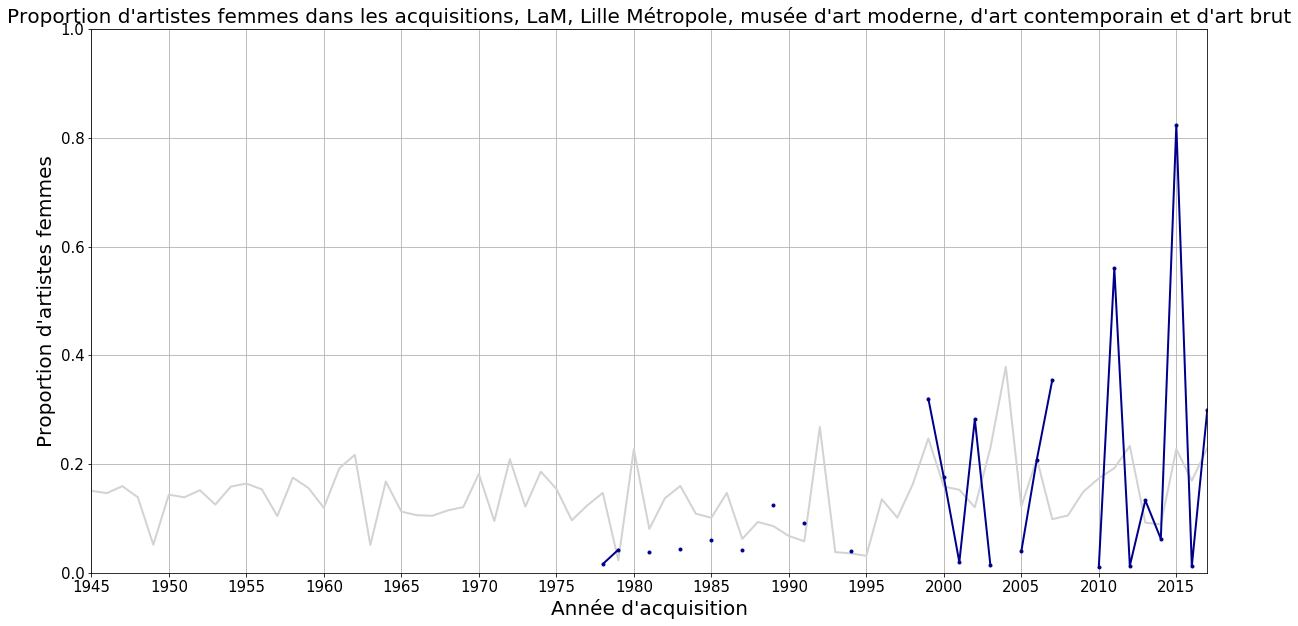 Proportion d'artistes femmes dans les acquisitions, LaM, Lille Métropole, musée d'art moderne, d'art contemporain et d'art brut
1.0
0.8
0.6
0.4
0.2
0.0
Proportion d'artistes femmes
1945 1950 1955 1960 1965 1970 1975 1980 1985 1990 1995 2000 2005 2010 2015
Année d'acquisition